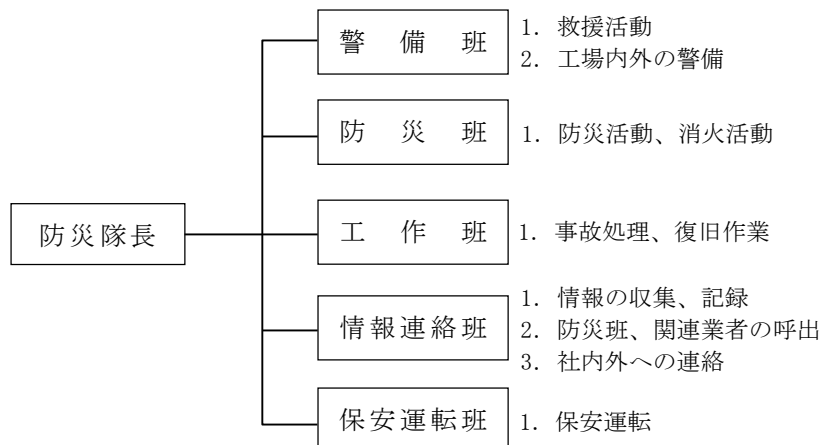 警備班
1. 救援活動
2. 工場内外の警備
防災班
1. 防災活動、消火活動
防災隊長
工作班
1. 事故処理、復旧作業
情報連絡班
1. 情報の収集、記録
2. 防災班、関連業者の呼出
3. 社内外への連絡
保安運転班
1. 保安運転